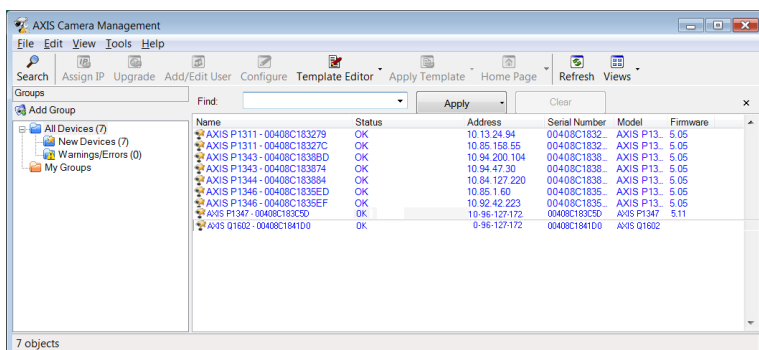 AXIS Camera Management
File Edit View Tools Help
Search Assign IP Upgrade Add/Edit User Configure Template Editor Apply Template Home Page Refresh Views
Groups
Add Group
All Devices (7)
New Devices (7)
Warnings/Errors (0)
My Groups
Find: Apply Clear x
Name Status Address Serial Number Model Firmware
AXIS P1311 - 00408C183279 OK 10.13.24.94 00408C1832... AXIS P13... 5.05
AXIS P1311 - 00408C18327C OK 10.85.158.55 00408C1832... AXIS P13... 5.05
AXIS P1343 - 00408C1838BD OK 10.94.200.104 00408C1838... AXIS P13... 5.05
AXIS P1343 - 00408C183874 OK 10.94.47.30 00408C1838... AXIS P13... 5.05
AXIS P1344 - 00408C183884 OK 10.84.127.220 00408C1838... AXIS P13... 5.05
AXIS P1346 - 00408C1835ED OK 10.85.1.60 00408C1835... AXIS P13... 5.05
AXIS P1346 - 00408C1835EF OK 10.92.42.223 00408C1835... AXIS P13... 5.05
AXIS P1347 - 00408C183C5D OK 10-96-127-172. 00408C183C5D AXIS P1347 5.11
AXIS Q1602 - 00408C1841D0 OK 0-96-127-172 00408C1841D0 AXIS Q1602
7 objects